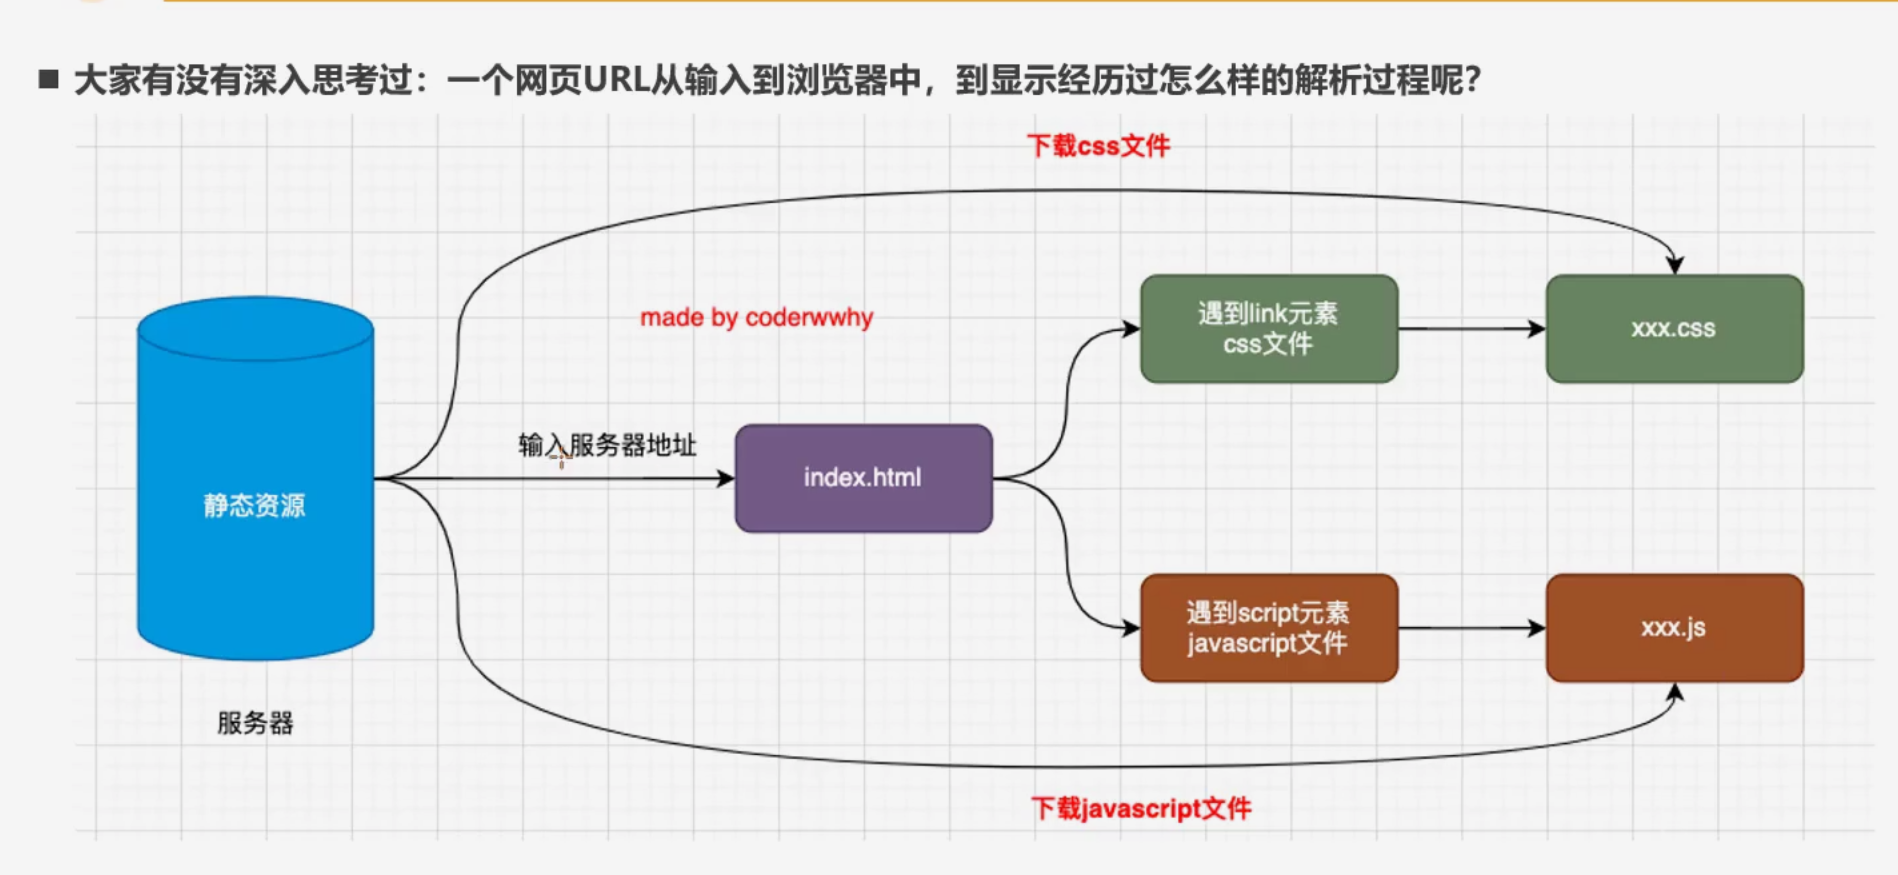 大家有没有深入思考过：一个网页URL从输入到浏览器中，到显示经历过怎么样的解析过程呢？
下载css文件
made by coderwwhy
遇到link元素
css文件
xxx.css
输入服务器地址
静态资源
index.html
遇到script元素
javascript文件
xxx.js
服务器
下载javascript文件